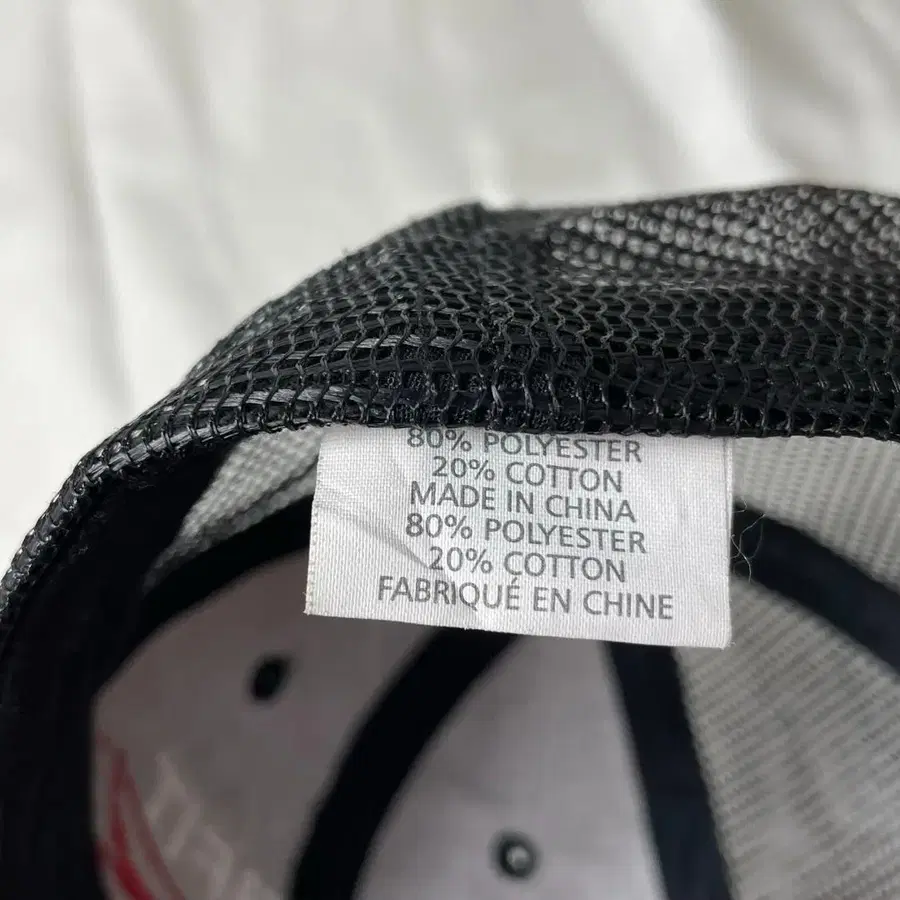 80% POLYESTER
20% COTTON
MADE IN CHINA
80% POLYESTER
20% COTTON
FABRIQUÉ EN CHINE